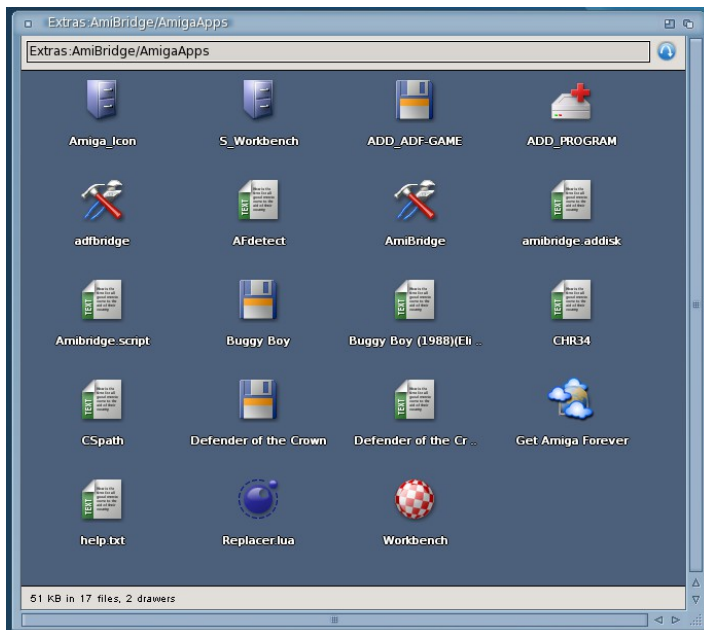 Extras:AmiBridge/AmigaApps
Extras:AmiBridge/AmigaApps
Amiga_Icon S_Workbench ADD_ADF-GAME ADD_PROGRAM
adfbridge AFdetect AmiBridge amibridge.addisk
Amibridge.script Buggy Boy Buggy Boy (1988)(Eli... CHR34
CSpath Defender of the Crown Defender of the Cr... Get Amiga Forever
help.txt Replacer.lua Workbench
51 KB in 17 files, 2 drawers